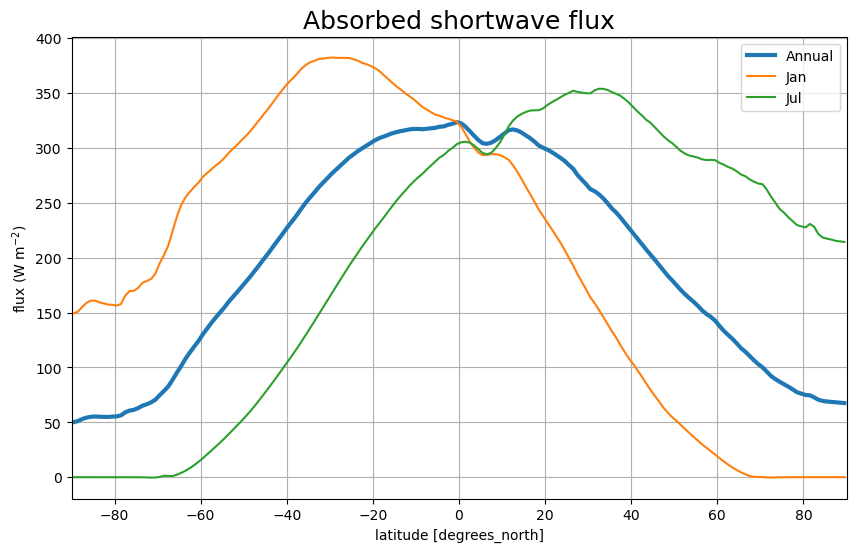 Absorbed shortwave flux
Annual
Jan
Jul
flux (W m⁻²)
400
350
300
250
200
150
100
50
0
−80 −60 −40 −20 0 20 40 60 80
latitude [degrees_north]